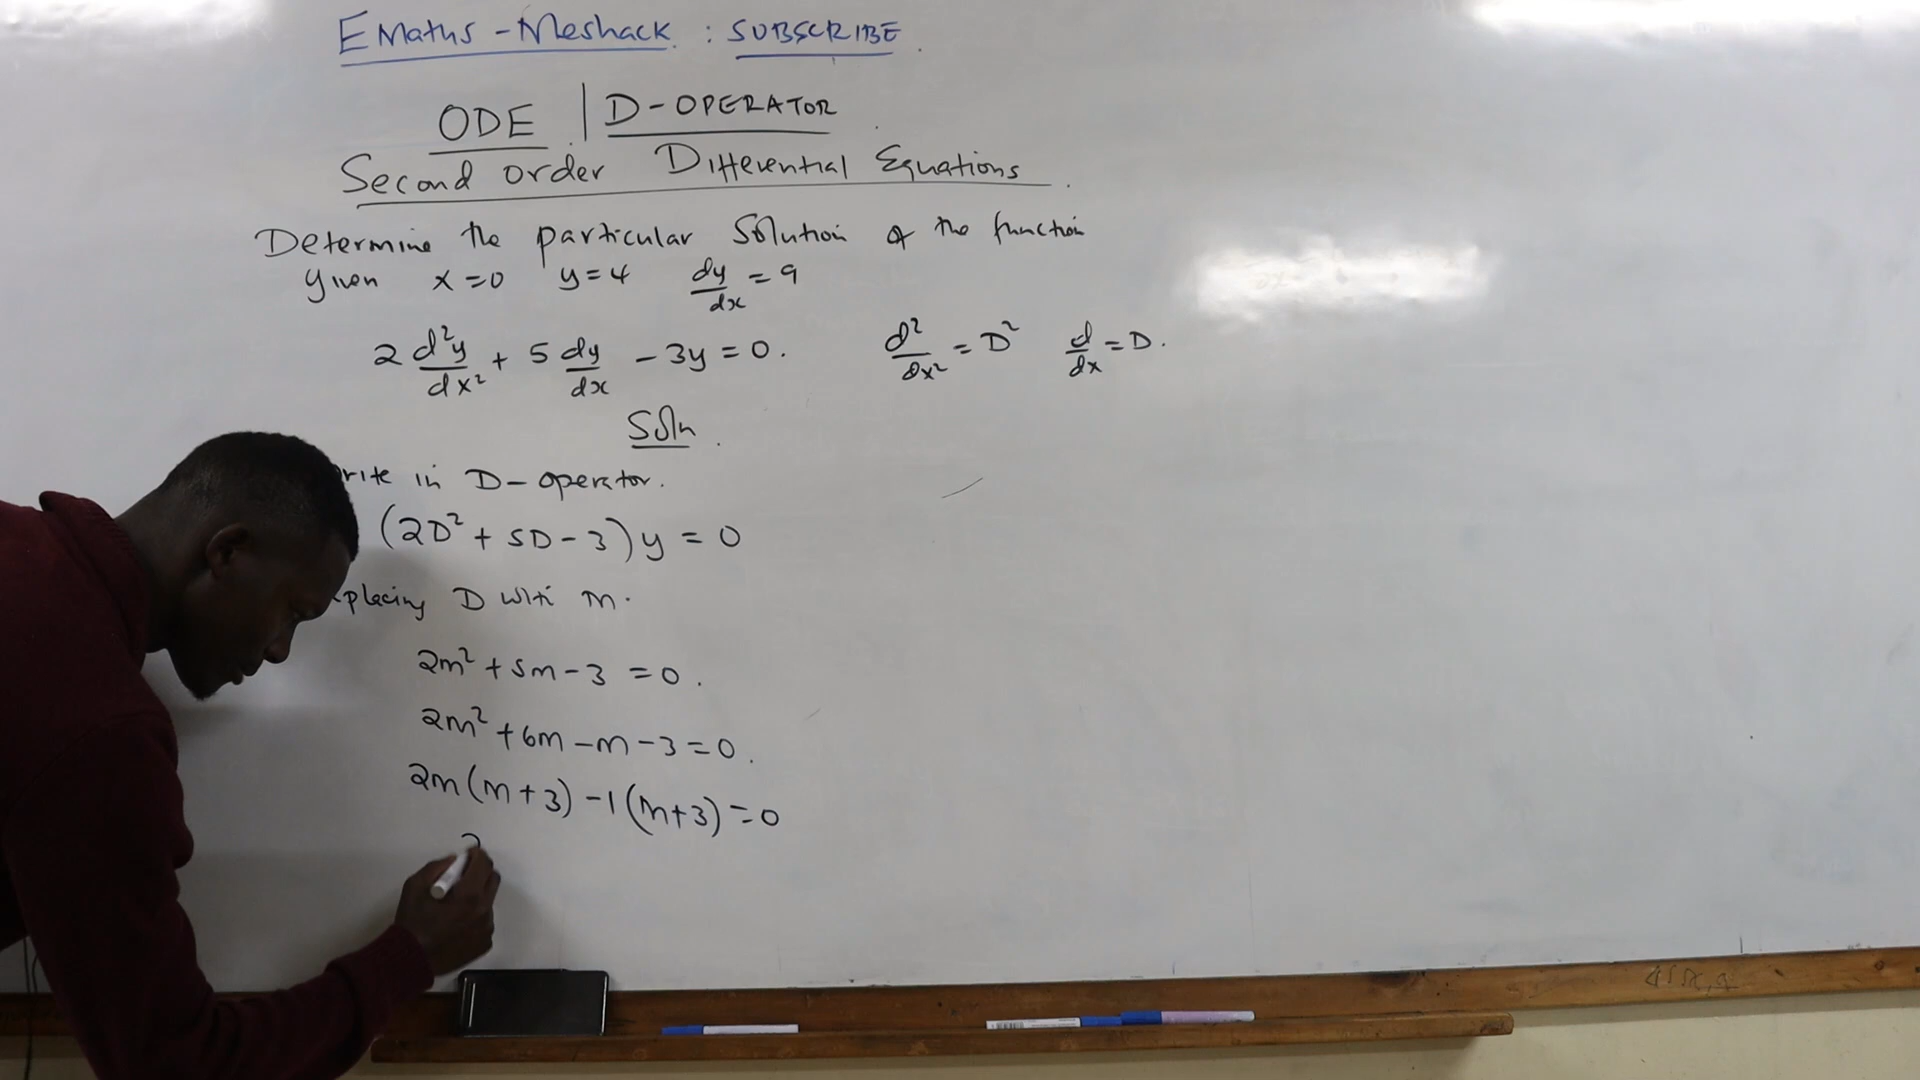 EMaths - Meshack : SUBSCRIBE
ODE | D-OPERATOR
Second order Differential Equations
Determine the particular Solution of the function
given x=0 y=4 dy/dx = 9
2 d²y/dx² + 5 dy/dx - 3y = 0. d²/dx² = D² d/dx = D.
Soln.
rite in D-operator.
(2D² + 5D - 3)y = 0
placing D with m.
2m² + 5m - 3 = 0.
2m² + 6m - m - 3 = 0.
2m(m+3) - 1(m+3) = 0